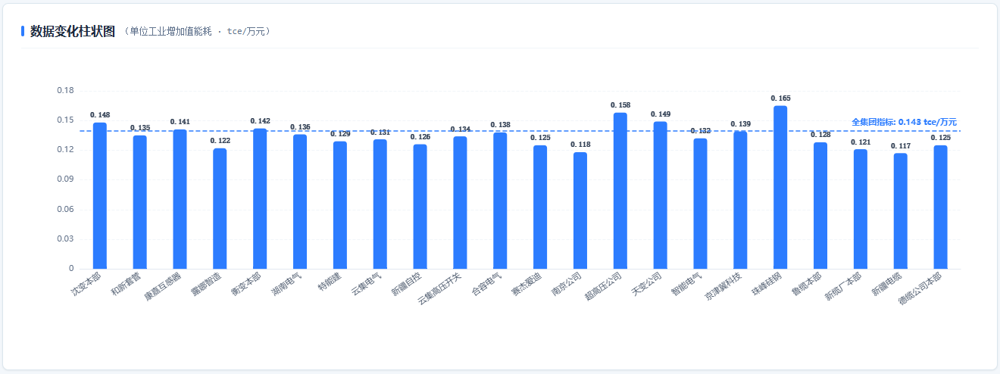 数据变化柱状图 （单位工业增加值能耗 · tce/万元）
全集团指标: 0.143 tce/万元
0.18
0.15
0.12
0.09
0.06
0.03
0
0.148 0.135 0.141 0.122 0.142 0.136 0.129 0.131 0.126 0.134 0.138 0.125 0.118 0.158 0.149 0.132 0.139 0.165 0.128 0.121 0.117 0.125
沈变本部 和新套管 康嘉互感器 露娜智造 衡变本部 湖南电气 特能建 云集电气 新疆自控 云集高压开关 合容电气 赛杰爱迪 南京公司 超高压公司 天变公司 智能电气 京津冀科技 珠峰硅钢 鲁缆本部 新缆厂本部 新疆电缆 德缆公司本部